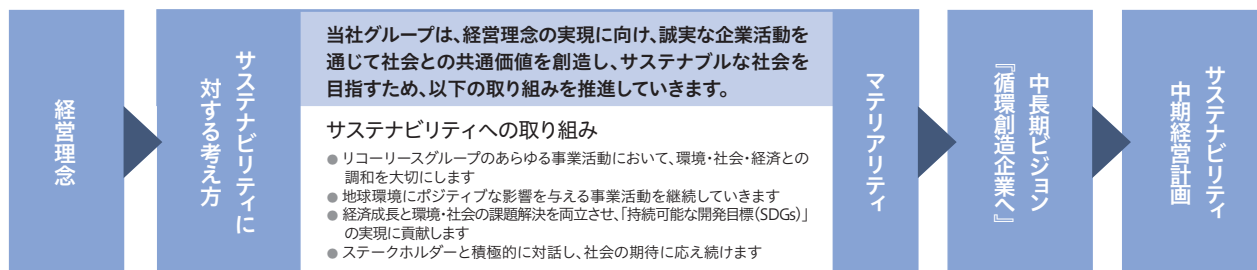 経営理念
サステナビリティに
対する考え方
当社グループは、経営理念の実現に向け、誠実な企業活動を
通じて社会との共通価値を創造し、サステナブルな社会を
目指すため、以下の取り組みを推進していきます。
サステナビリティへの取り組み
● リコーリースグループのあらゆる事業活動において、環境・社会・経済との
調和を大切にします
● 地球環境にポジティブな影響を与える事業活動を継続していきます
● 経済成長と環境・社会の課題解決を両立させ、「持続可能な開発目標(SDGs)」
の実現に貢献します
● ステークホルダーと積極的に対話し、社会の期待に応え続けます
マテリアリティ
中長期ビジョン
『循環創造企業へ』
サステナビリティ
中期経営計画